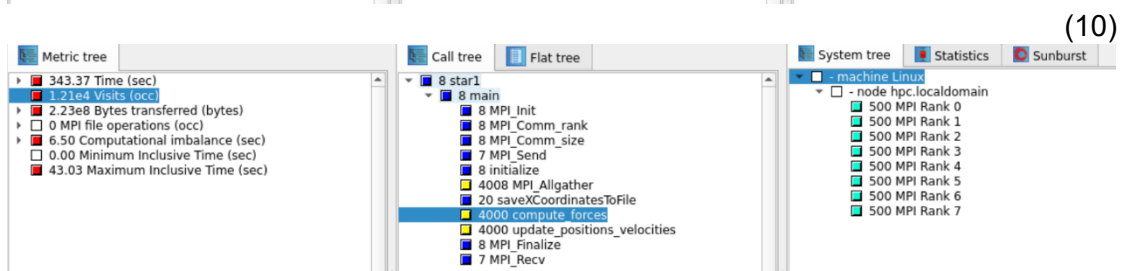 (10)
Metric tree
343.37 Time (sec)
1.21e4 Visits (occ)
2.23e8 Bytes transferred (bytes)
0 MPI file operations (occ)
6.50 Computational imbalance (sec)
0.00 Minimum Inclusive Time (sec)
43.03 Maximum Inclusive Time (sec)
Call tree Flat tree
8 star1
8 main
8 MPI_Init
8 MPI_Comm_rank
8 MPI_Comm_size
7 MPI_Send
8 initialize
4008 MPI_Allgather
20 saveXCoordinatesToFile
4000 compute_forces
4000 update_positions_velocities
8 MPI_Finalize
7 MPI_Recv
System tree Statistics Sunburst
- machine Linux
- node hpc.localdomain
500 MPI Rank 0
500 MPI Rank 1
500 MPI Rank 2
500 MPI Rank 3
500 MPI Rank 4
500 MPI Rank 5
500 MPI Rank 6
500 MPI Rank 7